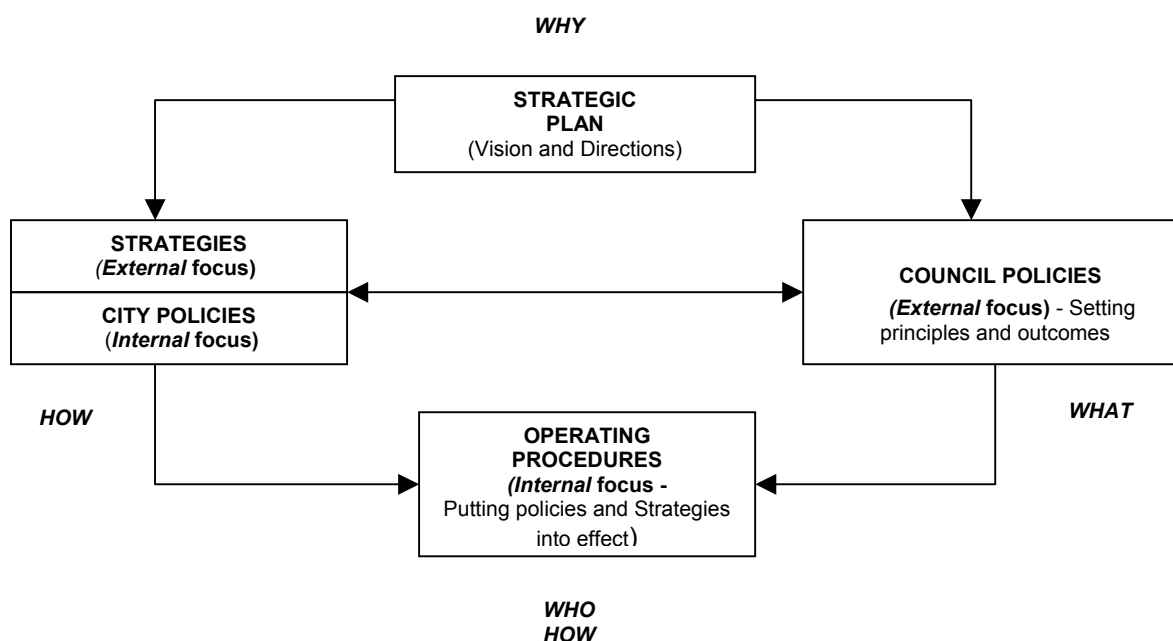 WHY
STRATEGIC
PLAN
(Vision and Directions)
STRATEGIES
(External focus)
CITY POLICIES
(Internal focus)
COUNCIL POLICIES
(External focus) - Setting
principles and outcomes
HOW
WHAT
OPERATING
PROCEDURES
(Internal focus -
Putting policies and Strategies
into effect)
WHO
HOW